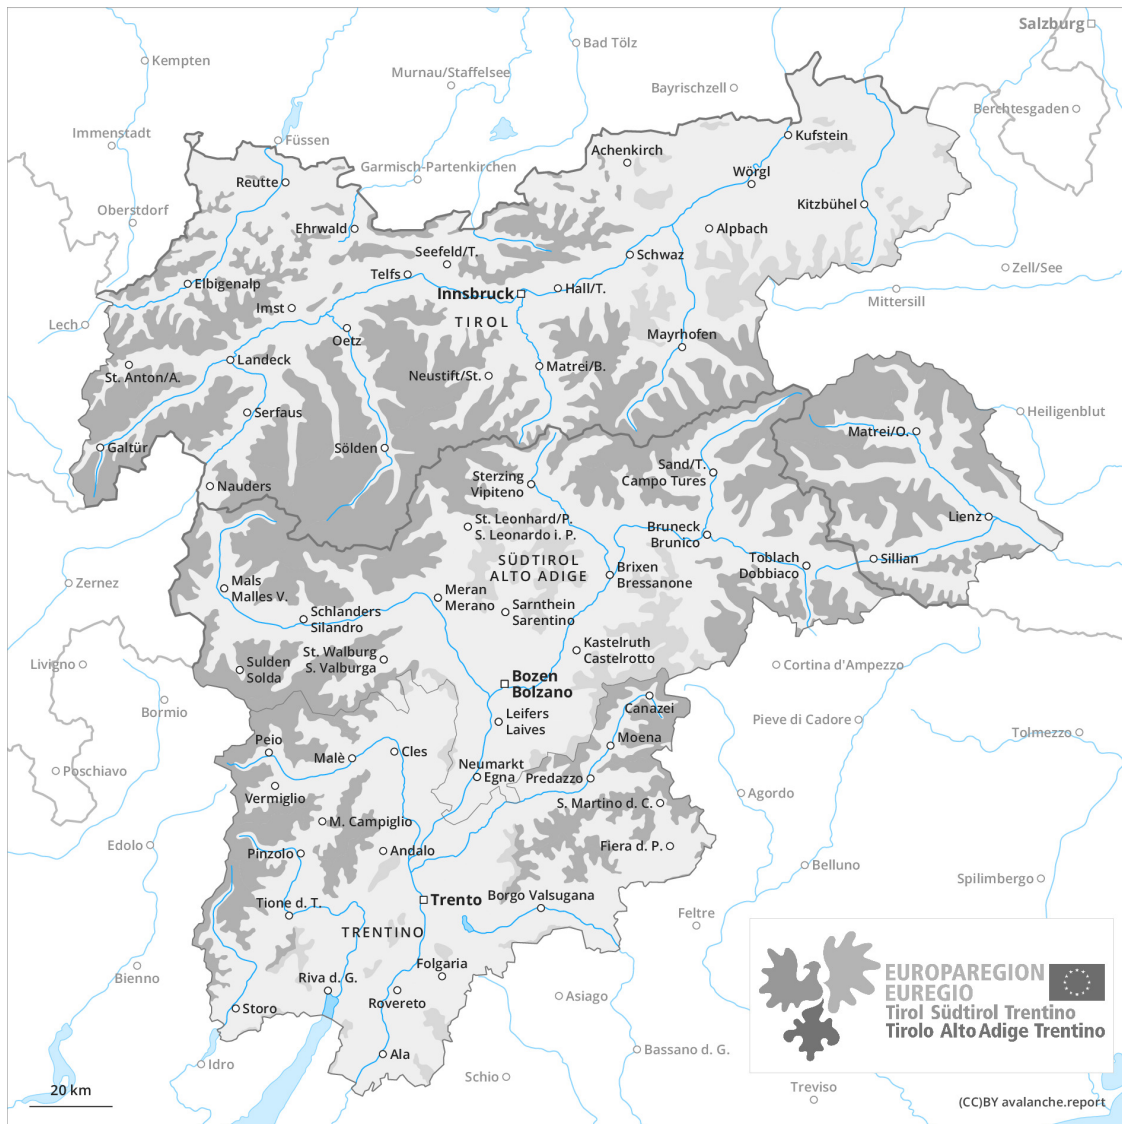 Salzburg
Bad Tölz
Kempten
Murnau/Staffelsee
Bayrischzell
Berchtesgaden
Immenstadt
Füssen
Kufstein
Achenkirch
Garmisch-Partenkirchen
Wörgl
Reutte
Kitzbühel
Oberstdorf
Ehrwald
Alpbach
Seefeld/T.
Schwaz
Telfs
Zell/See
Elbigenalp
Hall/T.
Innsbruck
Mittersill
Imst
TIROL
Lech
Oetz
Mayrhofen
Landeck
Matrei/B.
St. Anton/A.
Neustift/St.
Serfaus
Heiligenblut
Matrei/O.
Galtür
Sölden
Sand/T.
Campo Tures
Sterzing
Vipiteno
Nauders
St. Leonhard/P.
S. Leonardo i. P.
Lienz
Bruneck
Brunico
SÜDTIROL
ALTO ADIGE
Toblach
Dobbiaco
Sillian
Brixen
Bressanone
Zernez
Mals
Malles V.
Meran
Merano
Sarnthein
Sarentino
Schlanders
Silandro
Kastelruth
Castelrotto
St. Walburg
S. Valburga
Livigno
Sulden
Solda
Cortina d'Ampezzo
Bozen
Bolzano
Bormio
Canazei
Leifers
Laives
Pieve di Cadore
Tolmezzo
Moena
Peio
Cles
Malè
Poschiavo
Neumarkt
Egna
Predazzo
Vermiglio
Agordo
S. Martino d. C.
M. Campiglio
Edolo
Pinzolo
Andalo
Fiera d. P.
Belluno
Spilimbergo
Trento
Borgo Valsugana
Tione d. T.
Feltre
TRENTINO
Bienno
Folgaria
Riva d. G.
Rovereto
Asiago
Storo
EUROPAREGION
EUREGIO
Tirol Südtirol Trentino
Tirolo Alto Adige Trentino
Ala
Bassano d. G.
Idro
Schio
Treviso
20 km
(CC)BY avalanche.report